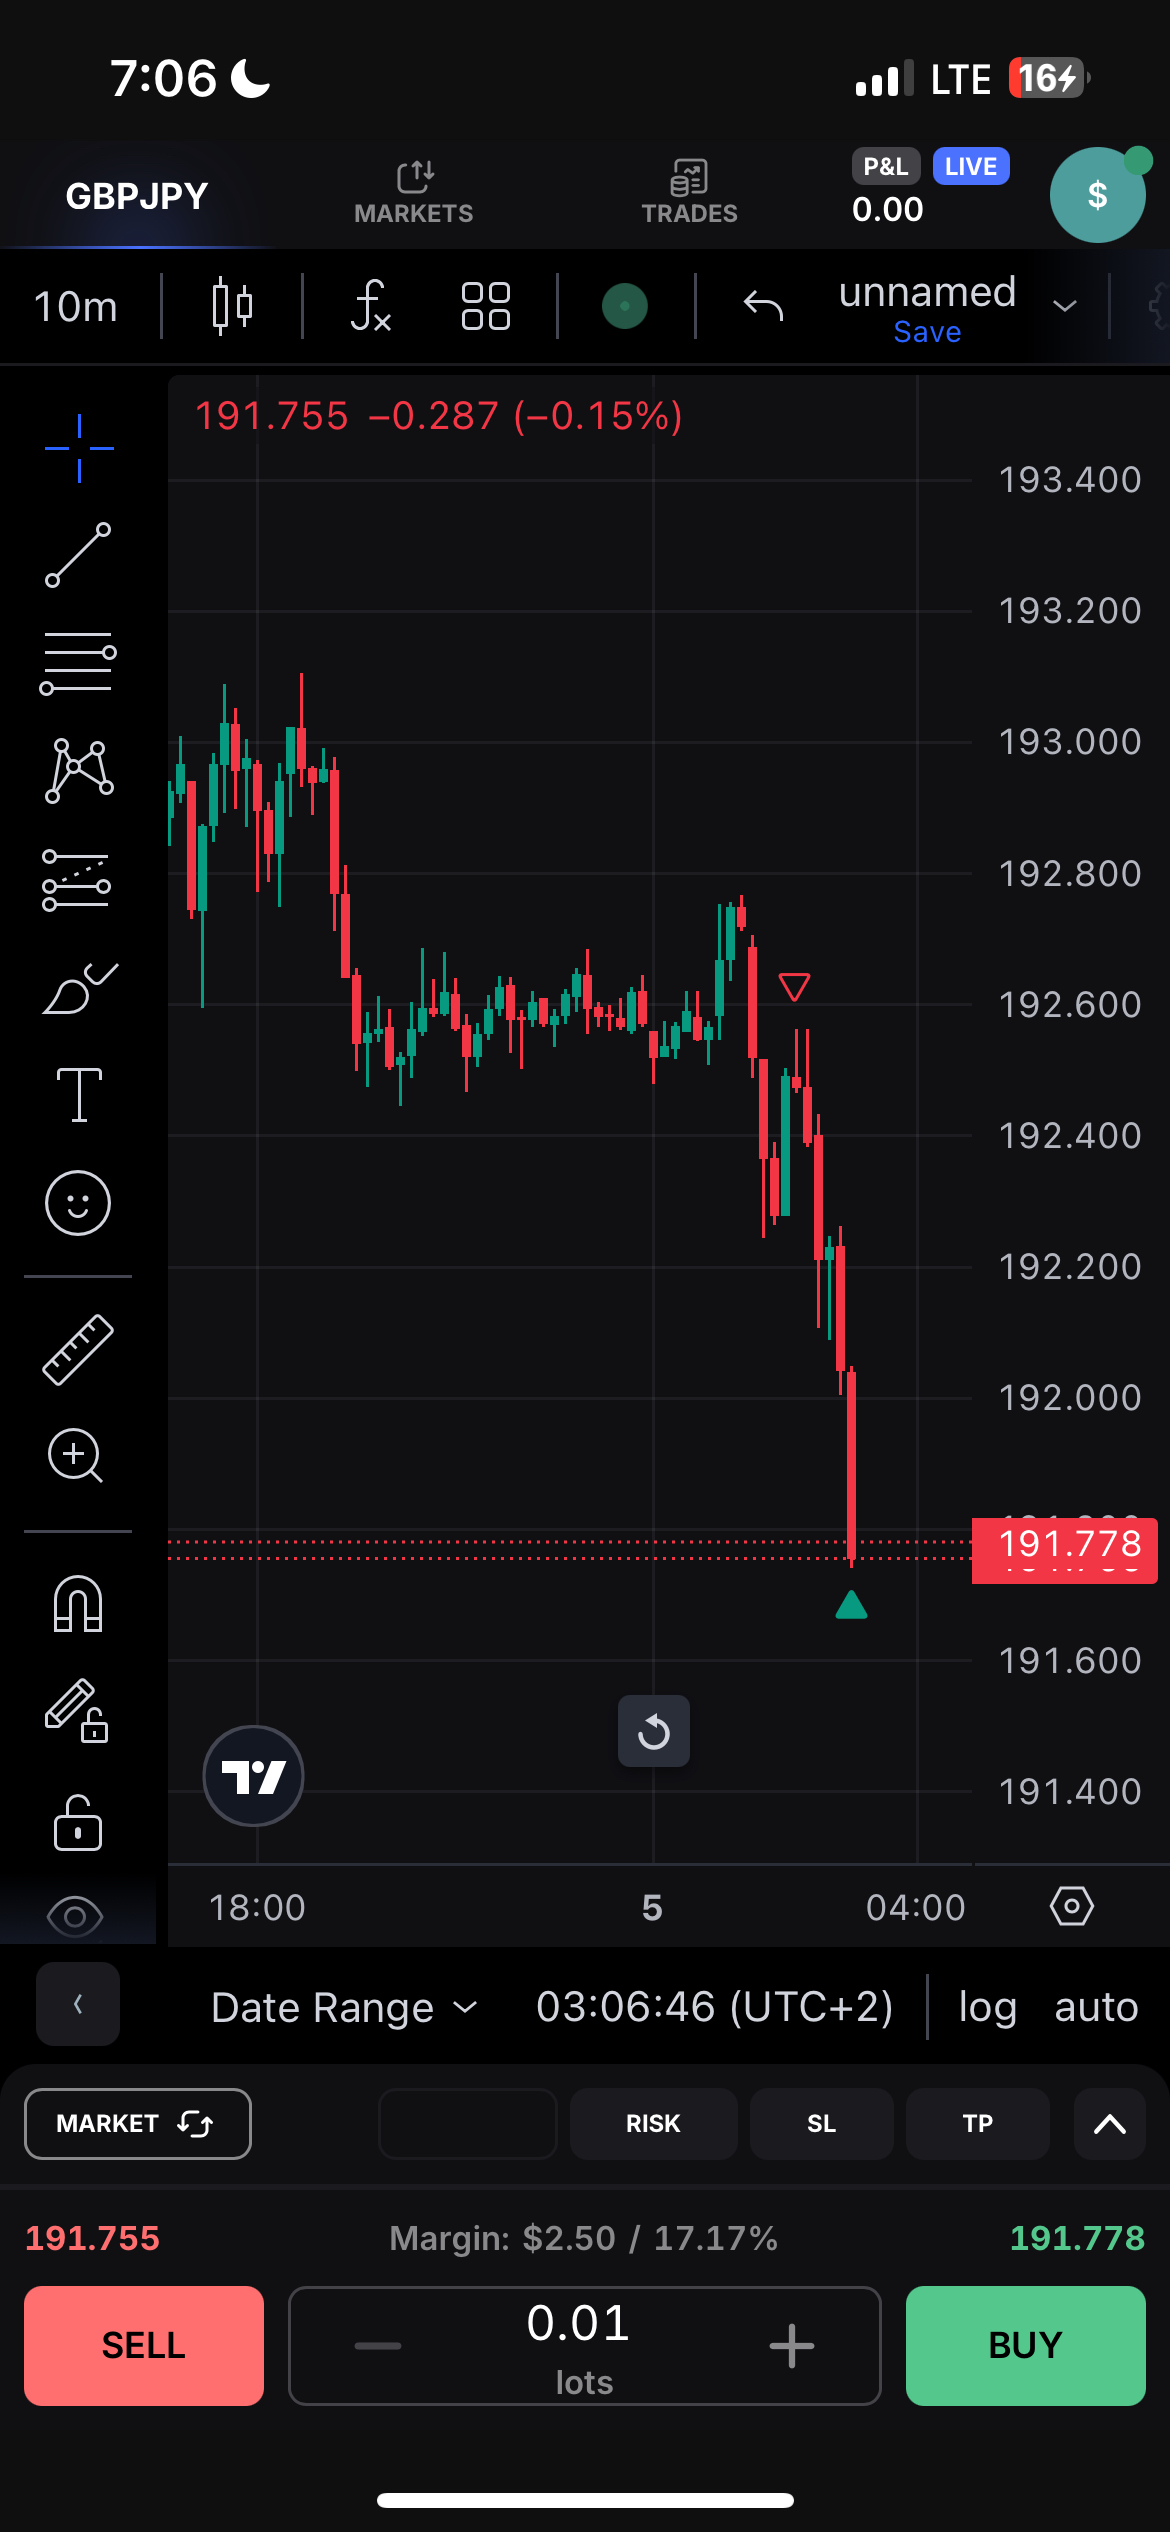 7:06
LTE
16
GBPJPY
MARKETS
TRADES
P&L
LIVE
0.00
$
10m
unnamed
Save
191.755 −0.287 (−0.15%)
193.400
193.200
193.000
192.800
192.600
192.400
192.200
192.000
191.778
191.600
191.400
18:00
5
04:00
Date Range
03:06:46 (UTC+2)
log
auto
MARKET
RISK
SL
TP
191.755
Margin: $2.50 / 17.17%
191.778
SELL
0.01
lots
BUY